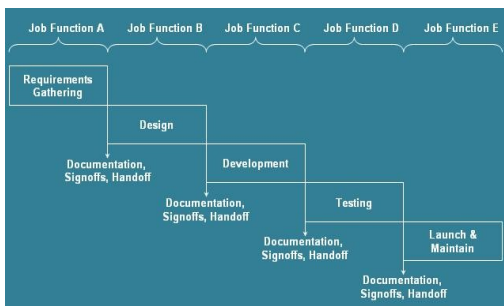 Job Function A
Job Function B
Job Function C
Job Function D
Job Function E
Requirements
Gathering
Design
Documentation,
Signoffs, Handoff
Development
Documentation,
Signoffs, Handoff
Testing
Documentation,
Signoffs, Handoff
Launch &
Maintain
Documentation,
Signoffs, Handoff